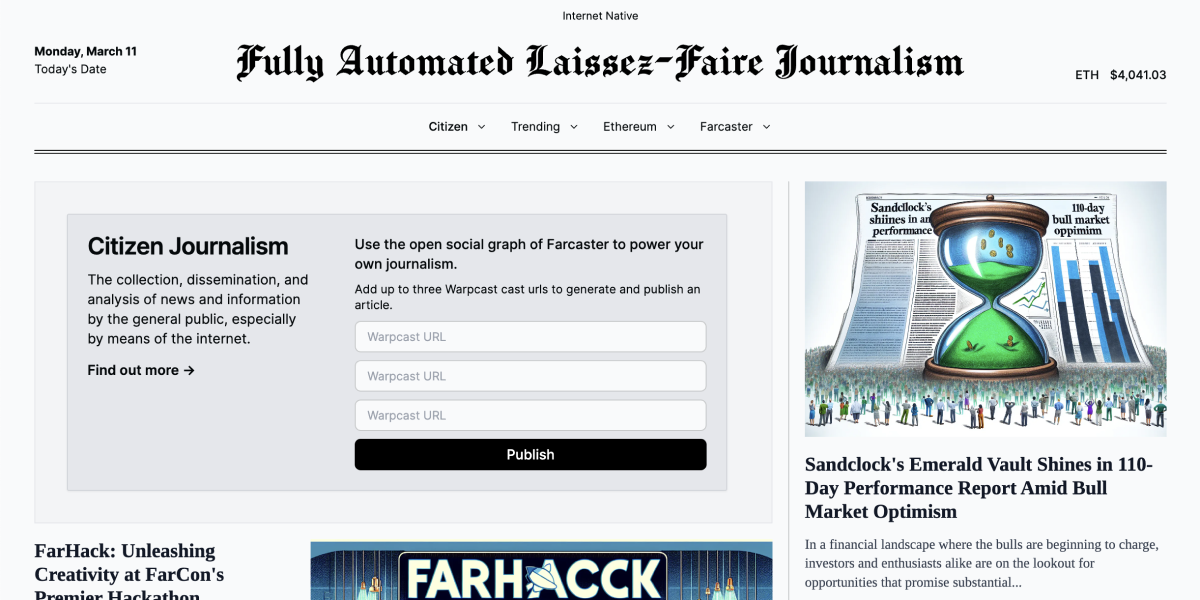 Internet Native
Monday, March 11
Today's Date
Fully Automated Laissez-Faire Journalism
ETH $4,041.03
Citizen
Trending
Ethereum
Farcaster
Citizen Journalism
The collection, dissemination, and
analysis of news and information
by the general public, especially
by means of the internet.
Find out more →
Use the open social graph of Farcaster to power your
own journalism.
Add up to three Warpcast cast urls to generate and publish an
article.
Warpcast URL
Warpcast URL
Warpcast URL
Publish
FarHack: Unleashing
Creativity at FarCon's
Premier Hackathon
FARHACCK
Sandcllock's
shiines in an
performance
110-day
bull market
oppimim
Sandclock's Emerald Vault Shines in 110-
Day Performance Report Amid Bull
Market Optimism
In a financial landscape where the bulls are beginning to charge,
investors and enthusiasts alike are on the lookout for
opportunities that promise substantial...